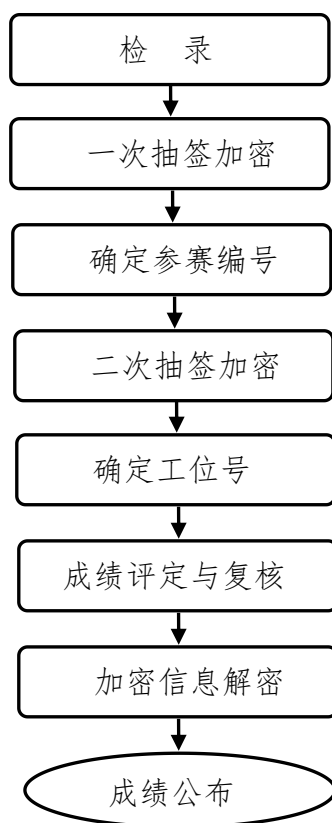 检 录
一次抽签加密
确定参赛编号
二次抽签加密
确定工位号
成绩评定与复核
加密信息解密
成绩公布